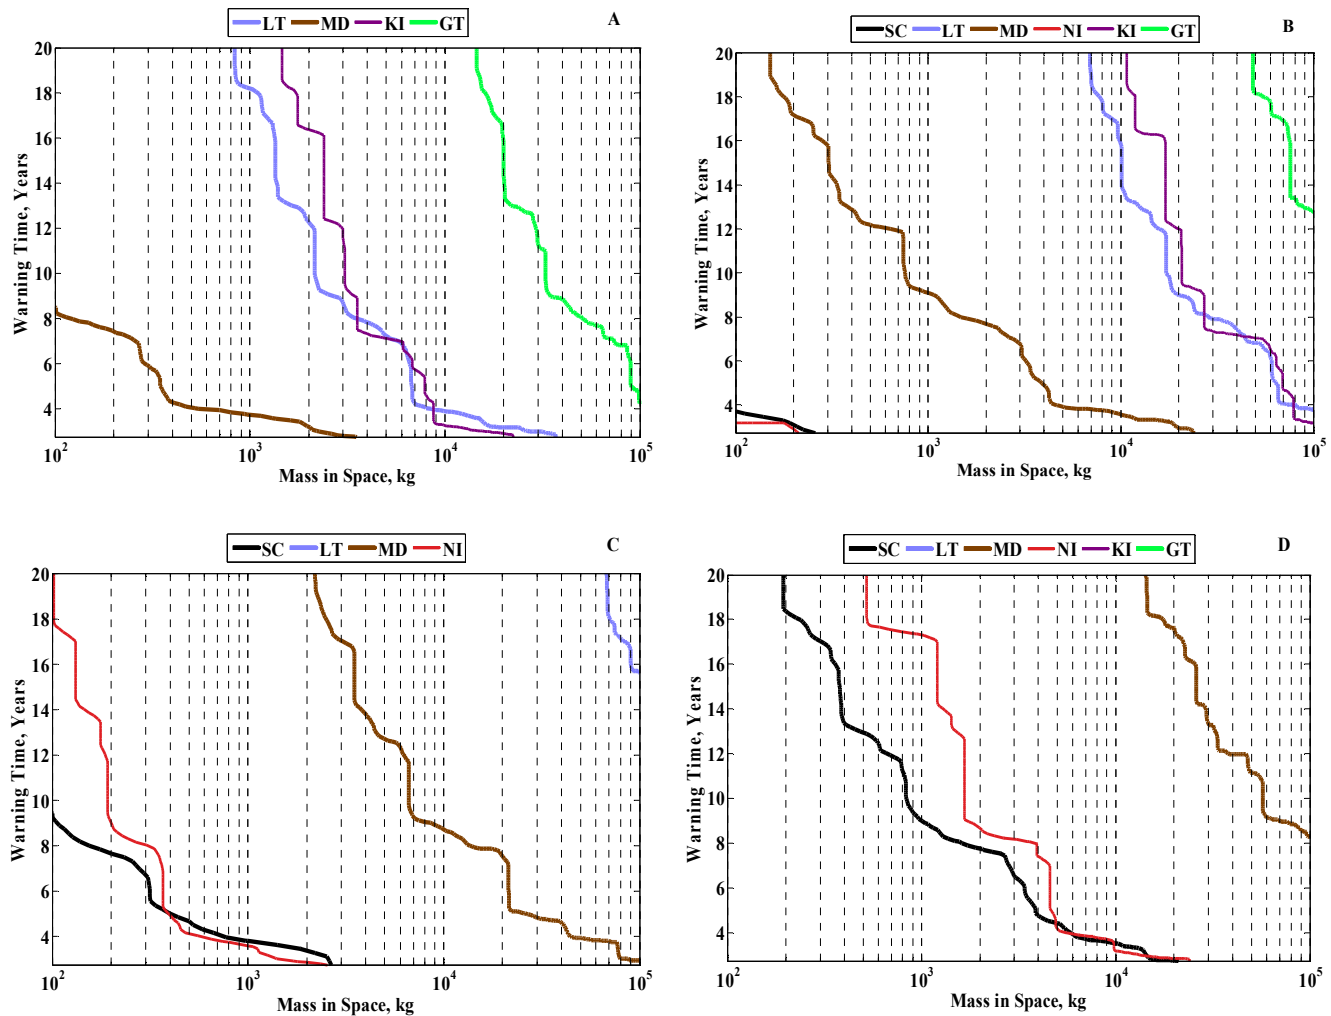 LT MD KI GT
A
20
18
16
14
12
10
8
6
4
Warning Time, Years
10^2 10^3 10^4 10^5
Mass in Space, kg
SC LT MD NI KI GT
B
20
18
16
14
12
10
8
6
4
Warning Time, Years
10^2 10^3 10^4 10^5
Mass in Space, kg
SC LT MD NI
C
20
18
16
14
12
10
8
6
4
Warning Time, Years
10^2 10^3 10^4 10^5
Mass in Space, kg
SC LT MD NI KI GT
D
20
18
16
14
12
10
8
6
4
Warning Time, Years
10^2 10^3 10^4 10^5
Mass in Space, kg